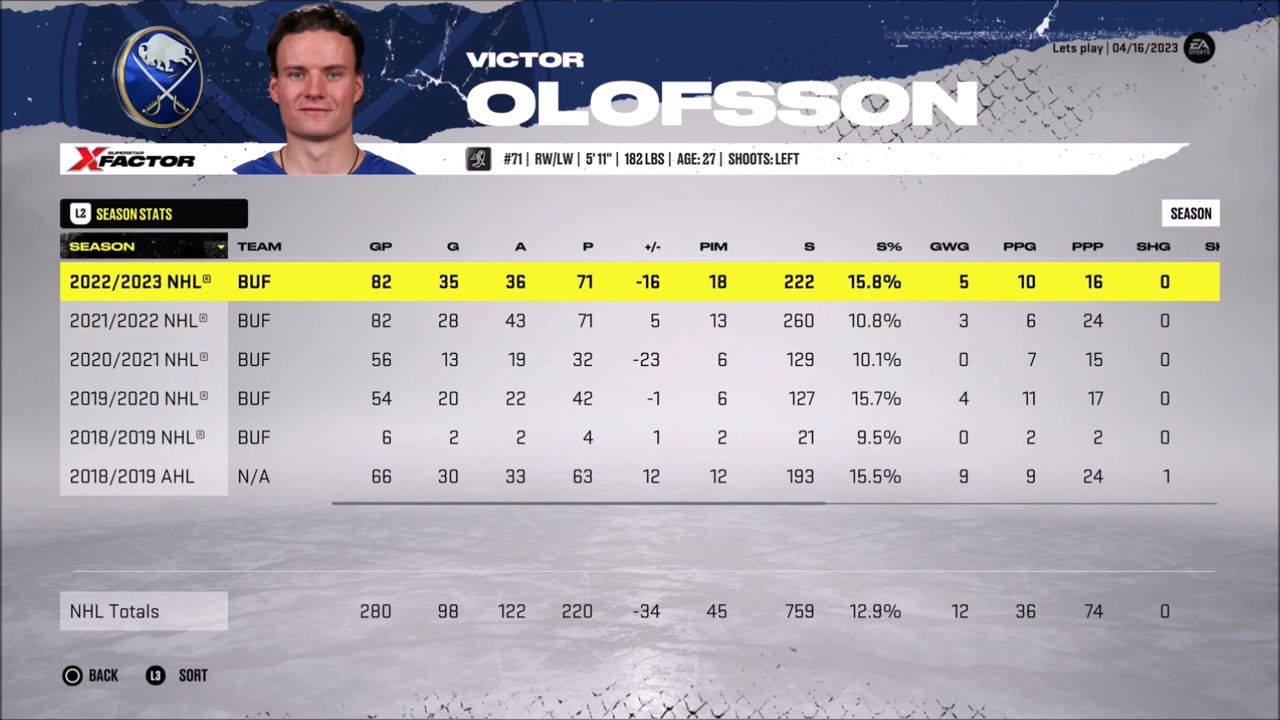 Lets play | 04/16/2023
EA SPORTS
VICTOR
OLOFSSON
SUPERSTAR
X FACTOR
#71 | RW/LW | 5' 11" | 182 LBS | AGE: 27 | SHOOTS: LEFT
L2 SEASON STATS
SEASON
SEASON TEAM GP G A P +/- PIM S S% GWG PPG PPP SHG SH
2022/2023 NHL® BUF 82 35 36 71 -16 18 222 15.8% 5 10 16 0
2021/2022 NHL® BUF 82 28 43 71 5 13 260 10.8% 3 6 24 0
2020/2021 NHL® BUF 56 13 19 32 -23 6 129 10.1% 0 7 15 0
2019/2020 NHL® BUF 54 20 22 42 -1 6 127 15.7% 4 11 17 0
2018/2019 NHL® BUF 6 2 2 4 1 2 21 9.5% 0 2 2 0
2018/2019 AHL N/A 66 30 33 63 12 12 193 15.5% 9 9 24 1
NHL Totals 280 98 122 220 -34 45 759 12.9% 12 36 74 0
BACK L3 SORT